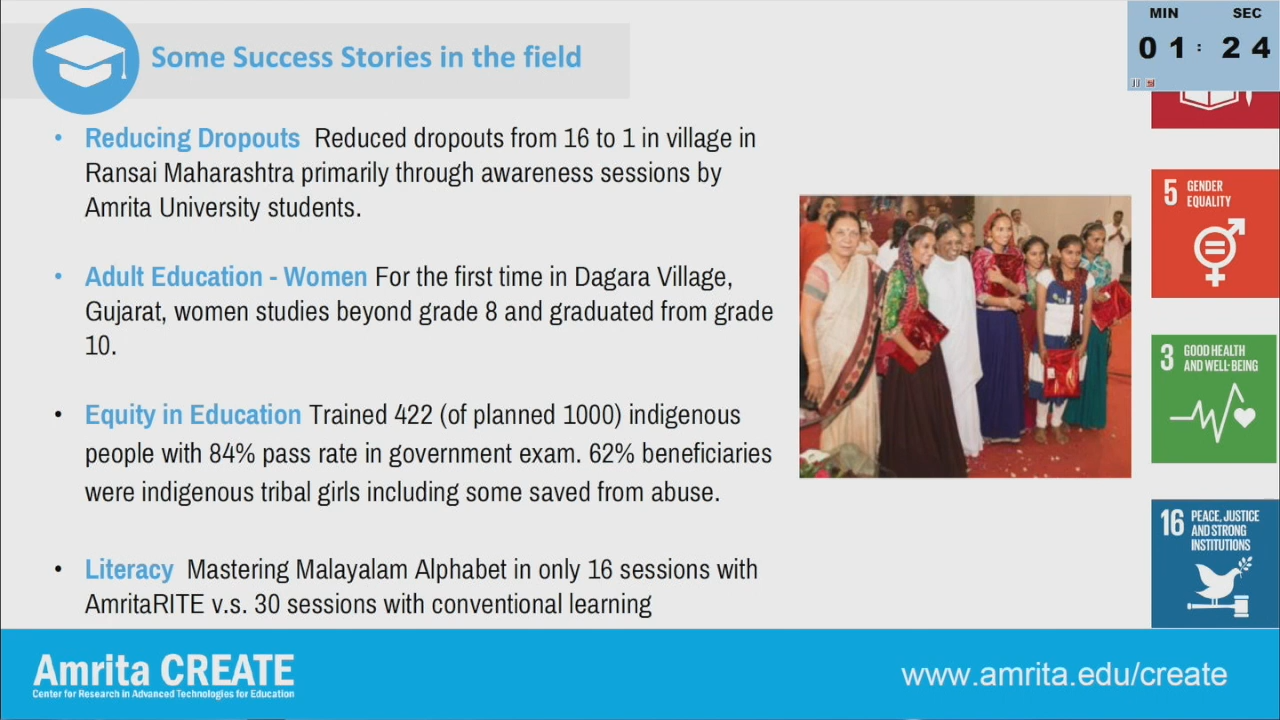 MIN SEC
01 : 24
Some Success Stories in the field
• Reducing Dropouts Reduced dropouts from 16 to 1 in village in
Ransai Maharashtra primarily through awareness sessions by
Amrita University students.
• Adult Education - Women For the first time in Dagara Village,
Gujarat, women studies beyond grade 8 and graduated from grade
10.
• Equity in Education Trained 422 (of planned 1000) indigenous
people with 84% pass rate in government exam. 62% beneficiaries
were indigenous tribal girls including some saved from abuse.
• Literacy Mastering Malayalam Alphabet in only 16 sessions with
AmritaRITE v.s. 30 sessions with conventional learning
5 GENDER
EQUALITY
3 GOOD HEALTH
AND WELL-BEING
16 PEACE, JUSTICE
AND STRONG
INSTITUTIONS
Amrita CREATE
Center for Research in Advanced Technologies for Education
www.amrita.edu/create